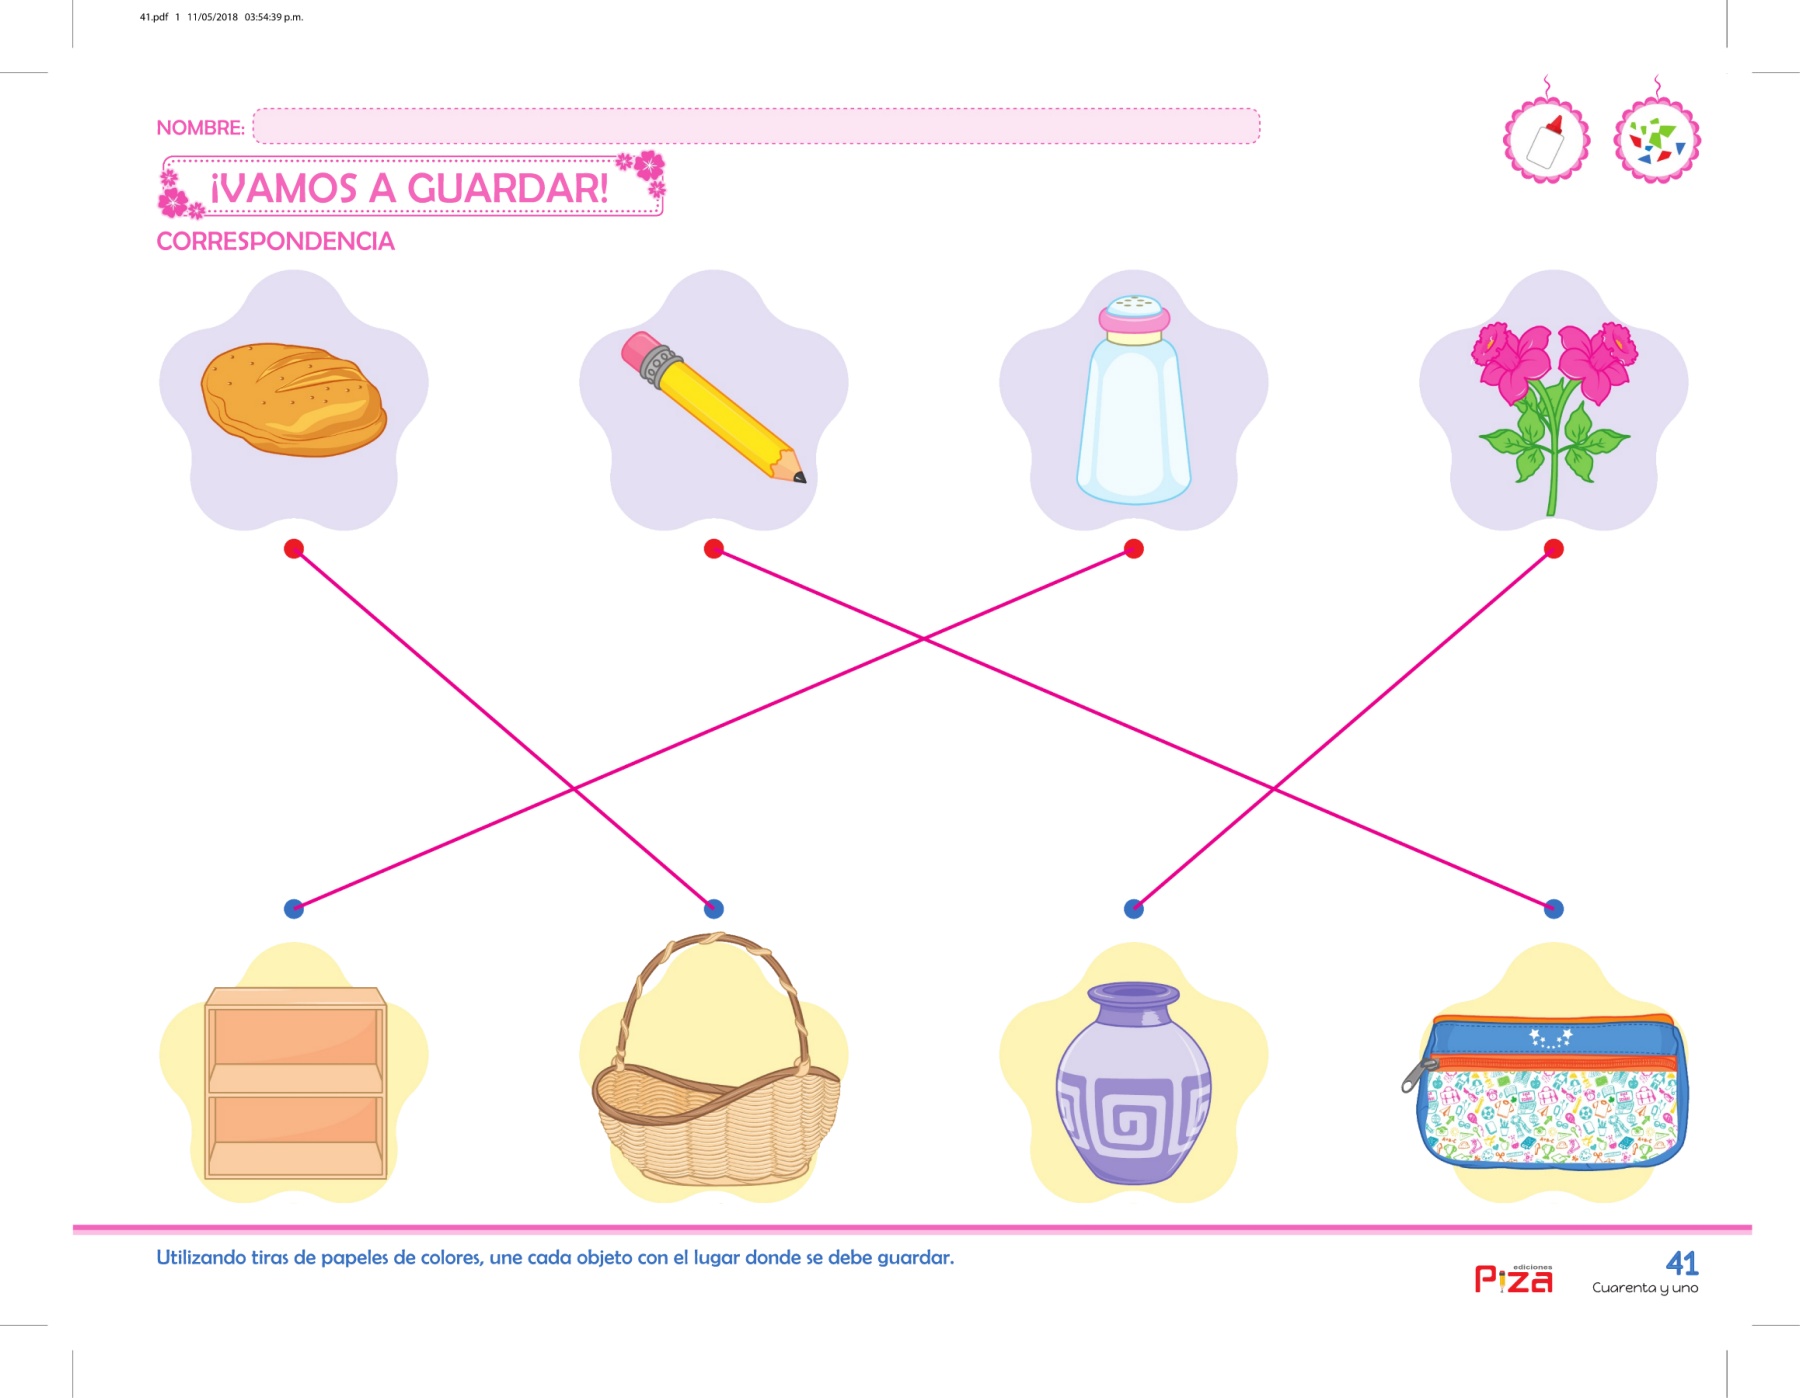 41.pdf 1 11/05/2018 03:54:39 p.m.
NOMBRE:
¡VAMOS A GUARDAR!
CORRESPONDENCIA
Utilizando tiras de papeles de colores, une cada objeto con el lugar donde se debe guardar.
ediciones
Piza
41
Cuarenta y uno